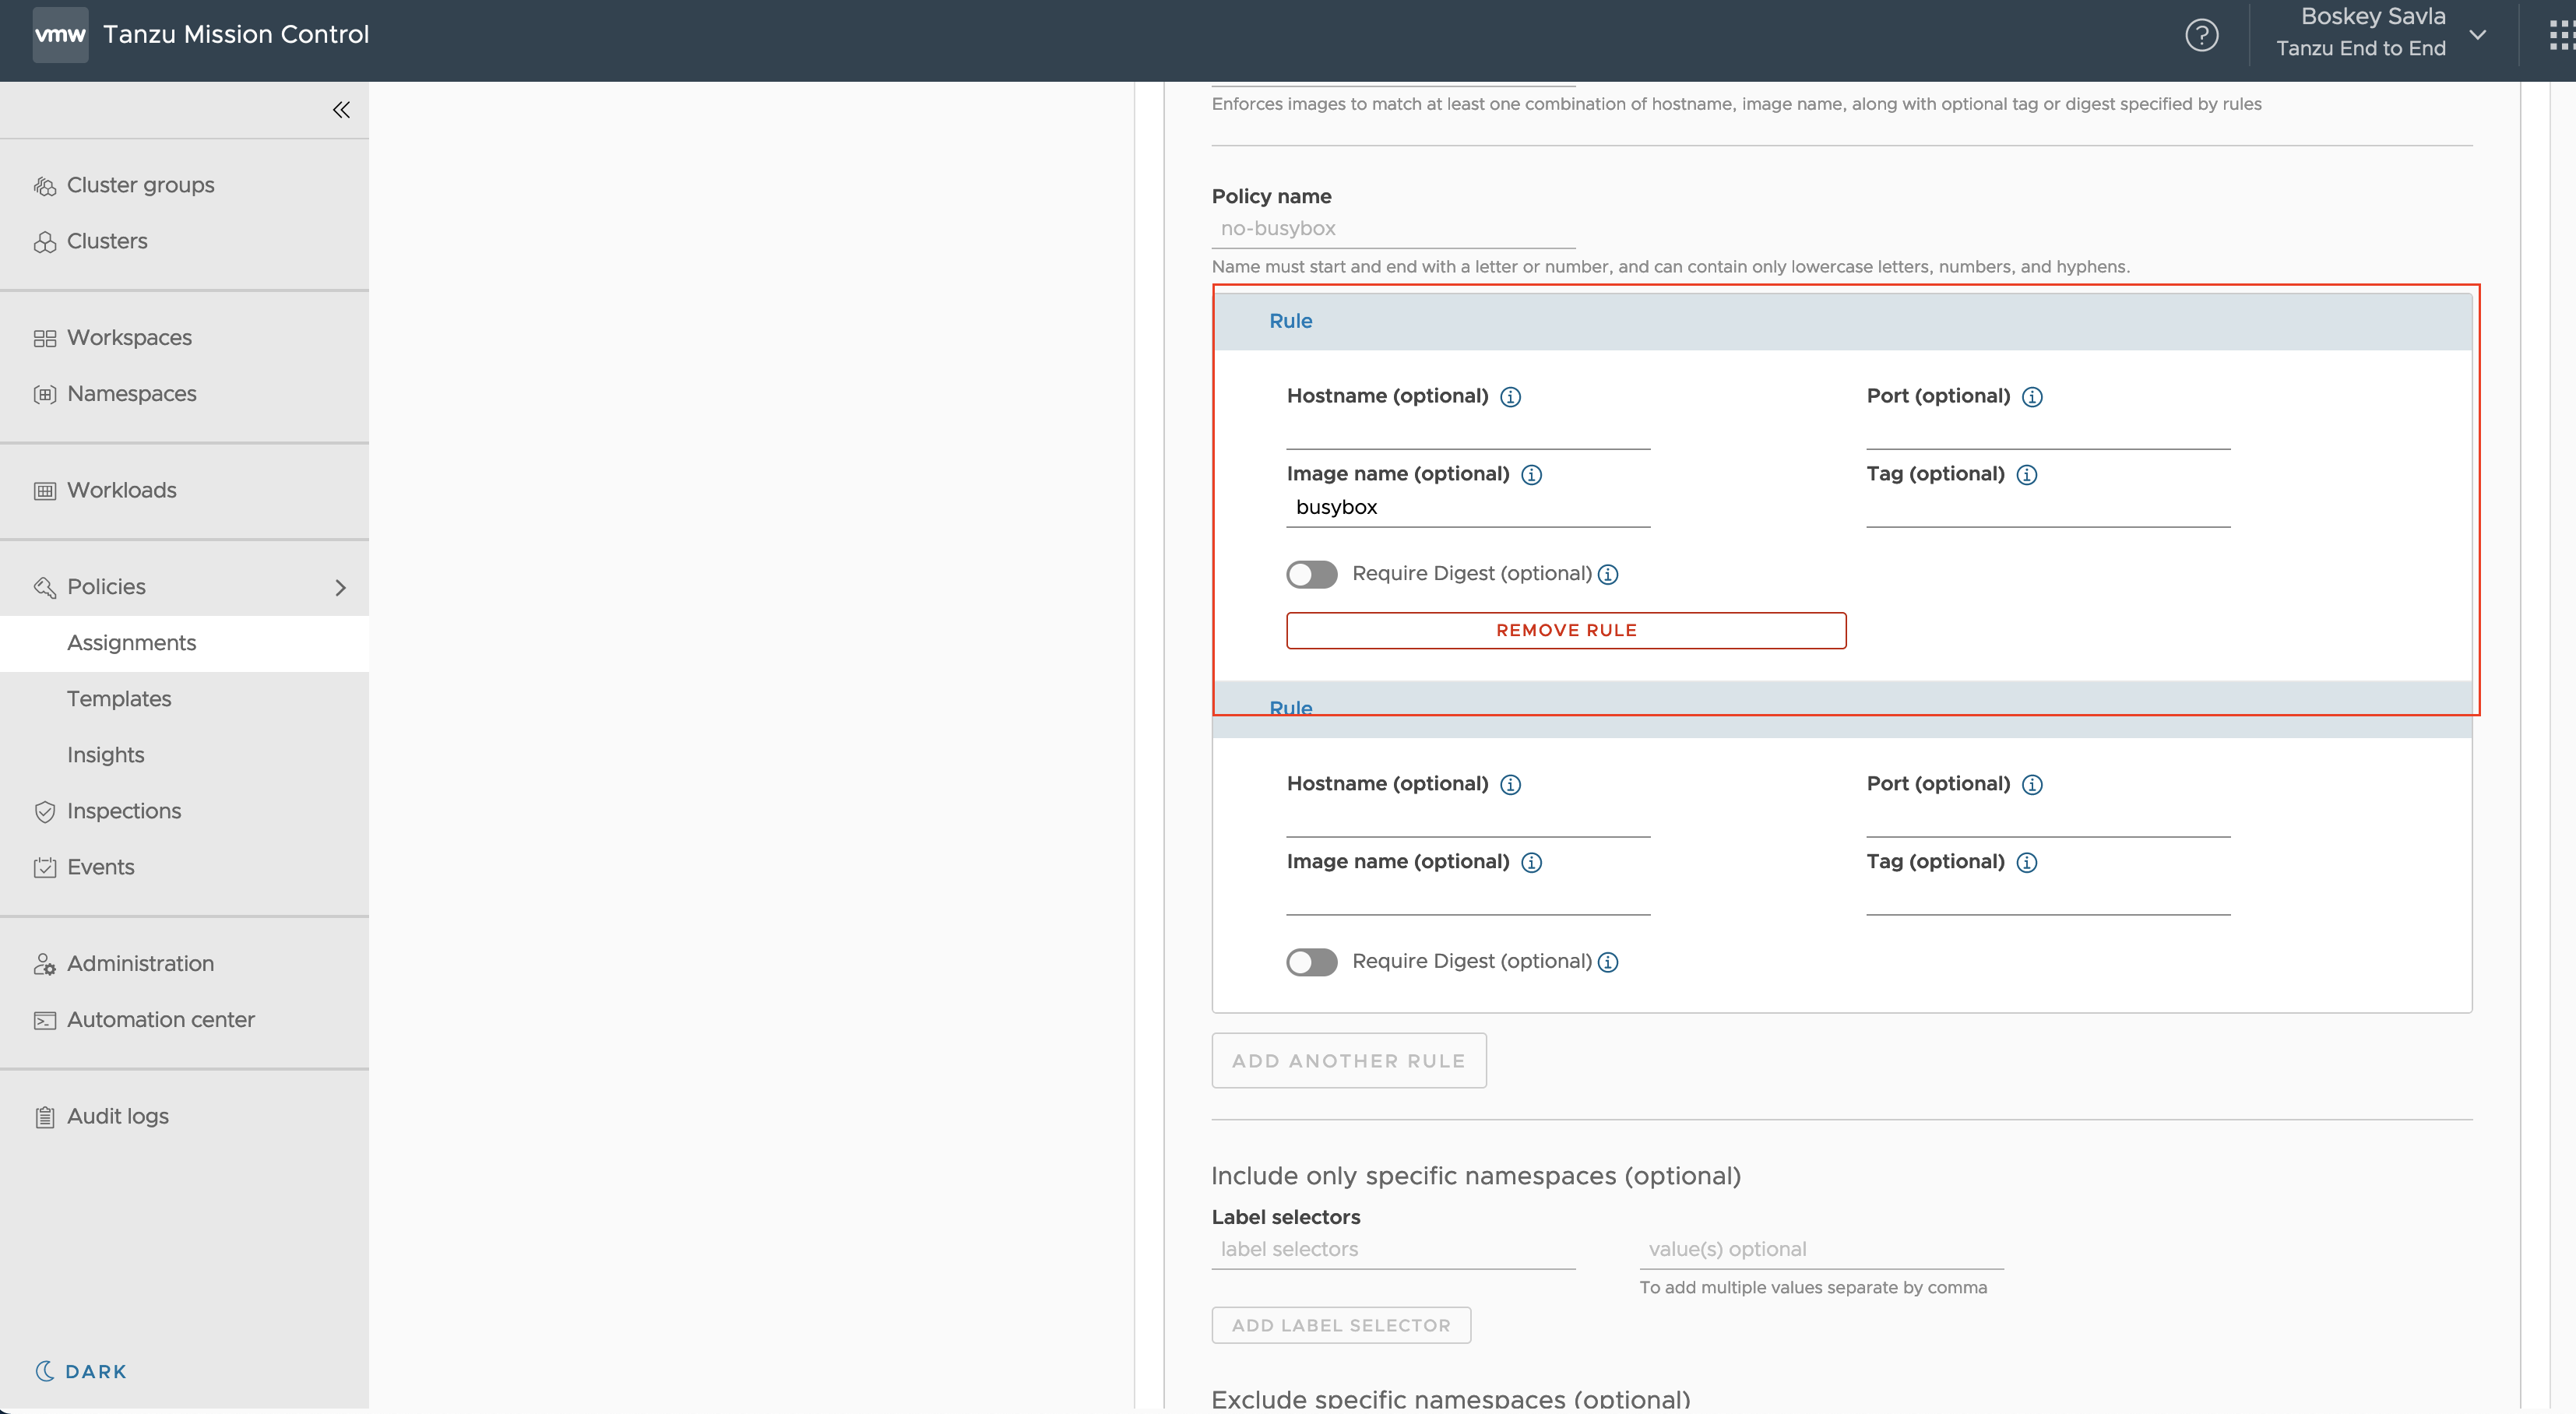 vmw Tanzu Mission Control
Boskey Savla
Tanzu End to End
Cluster groups
Clusters
Workspaces
Namespaces
Workloads
Policies
Assignments
Templates
Insights
Inspections
Events
Administration
Automation center
Audit logs
DARK
Enforces images to match at least one combination of hostname, image name, along with optional tag or digest specified by rules
Policy name
no-busybox
Name must start and end with a letter or number, and can contain only lowercase letters, numbers, and hyphens.
Rule
Hostname (optional) Port (optional)
Image name (optional) Tag (optional)
busybox
Require Digest (optional)
REMOVE RULE
Rule
Hostname (optional) Port (optional)
Image name (optional) Tag (optional)
Require Digest (optional)
ADD ANOTHER RULE
Include only specific namespaces (optional)
Label selectors
label selectors value(s) optional
To add multiple values separate by comma
ADD LABEL SELECTOR
Exclude specific namespaces (optional)